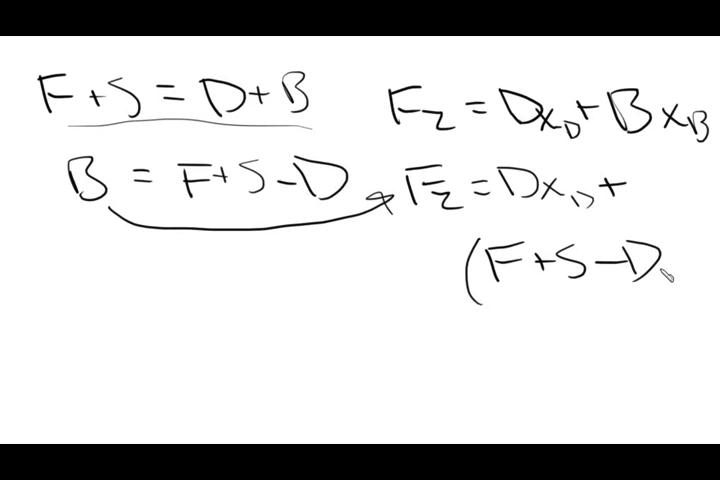 F+S = D+B
B = F+S-D
Fz = Dx_D + Bx_B
Fz = Dx_D +
(F+S-D